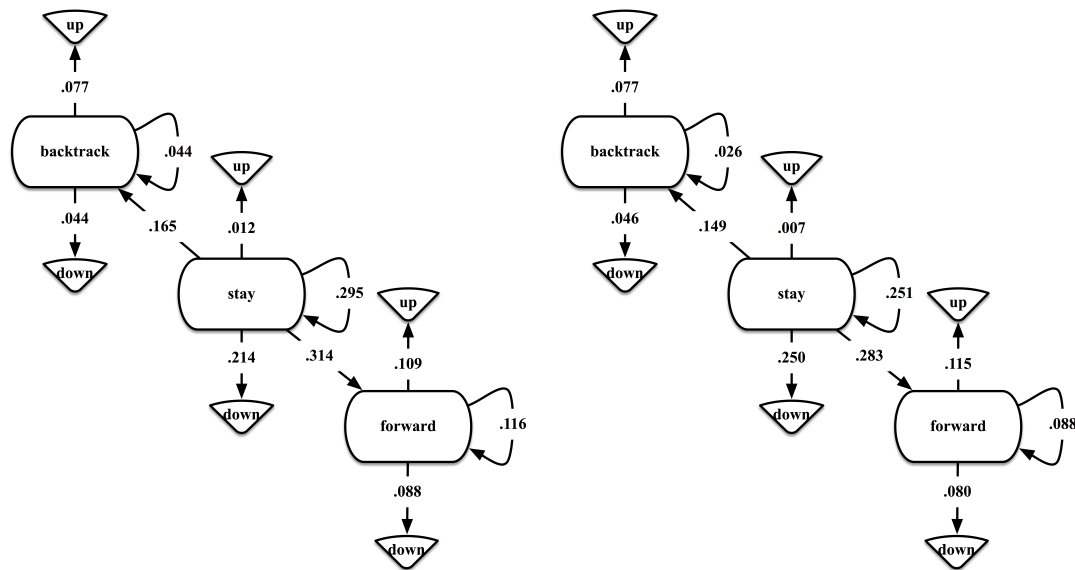 up
.077
backtrack
.044
.044
down
up
.165
.012
stay
.295
.214
down
up
.314
.109
forward
.116
.088
down
up
.077
backtrack
.026
.046
down
up
.149
.007
stay
.251
.250
down
up
.283
.115
forward
.088
.080
down